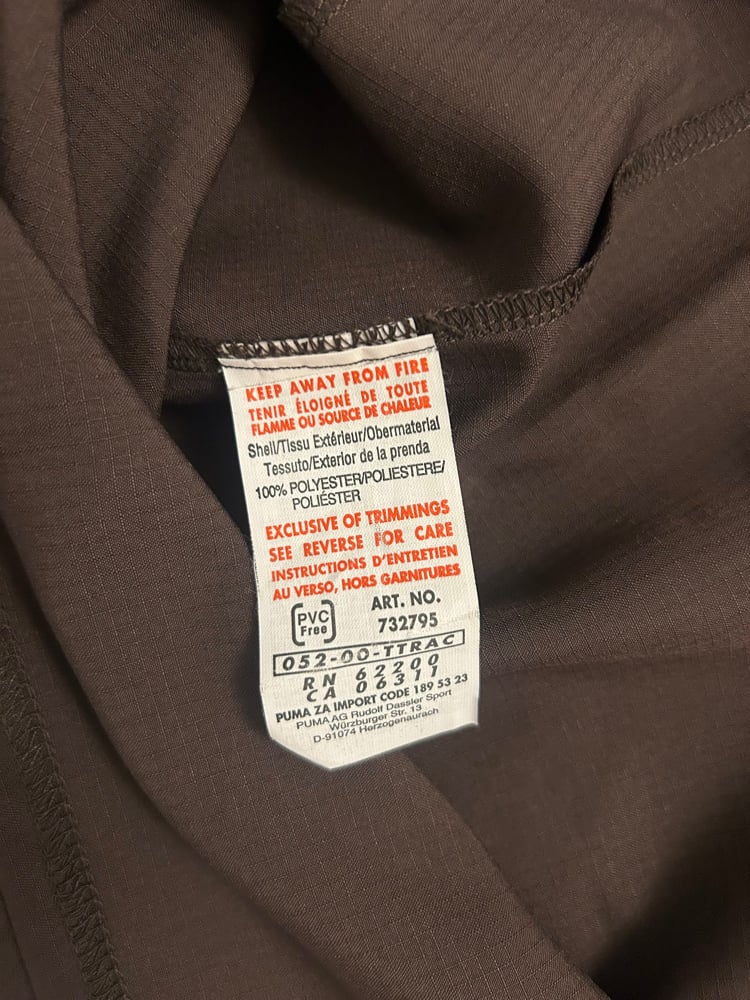 KEEP AWAY FROM FIRE
TENIR ÉLOIGNÉ DE TOUTE
FLAMME OU SOURCE DE CHALEUR
Shell/Tissu Extérieur/Obermaterial
Tessuto/Exterior de la prenda
100% POLYESTER/POLIESTERE/
POLIÉSTER
EXCLUSIVE OF TRIMMINGS
SEE REVERSE FOR CARE
INSTRUCTIONS D'ENTRETIEN
AU VERSO, HORS GARNITURES
PVC
Free
ART. NO.
732795
052-00-TTRAC
RN 62200
CA 06311
PUMA ZA IMPORT CODE 189 53 23
PUMA AG Rudolf Dassler Sport
Würzburger Str. 13
D-91074 Herzogenaurach